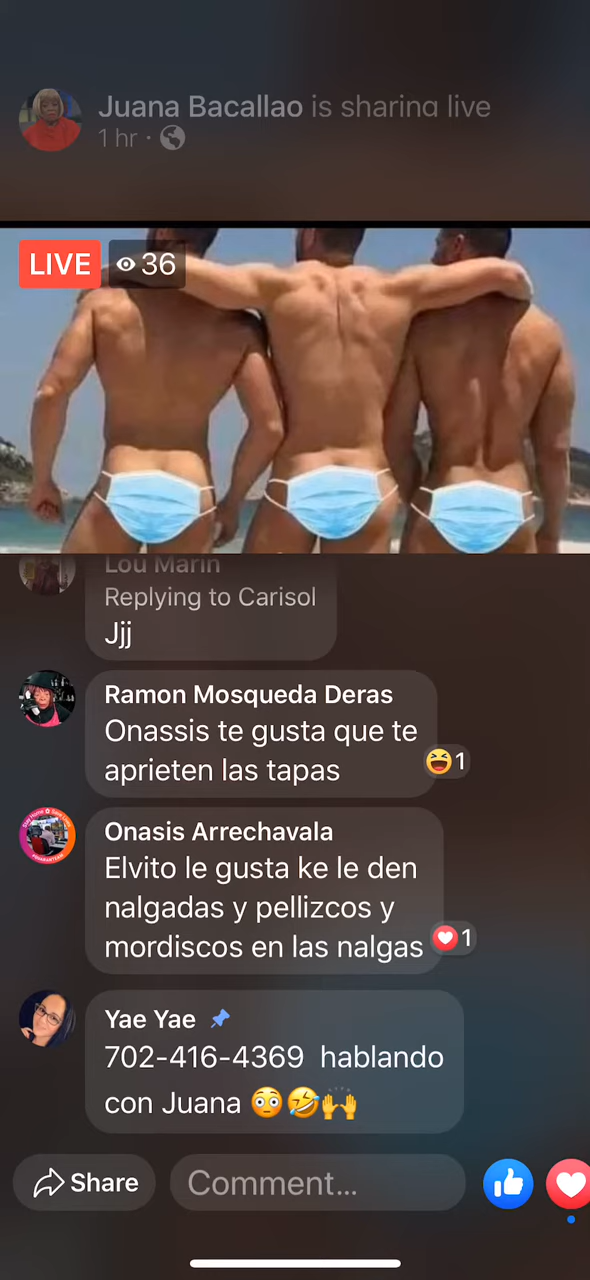 Juana Bacallao is sharing live
1 hr ·
LIVE 36
Lou Marin
Replying to Carisol
Jjj
Ramon Mosqueda Deras
Onassis te gusta que te
aprieten las tapas
😆1
Onasis Arrechavala
Elvito le gusta ke le den
nalgadas y pellizcos y
mordiscos en las nalgas
❤️1
Yae Yae 📌
702-416-4369 hablando
con Juana 😳🤣🙌
Share
Comment...